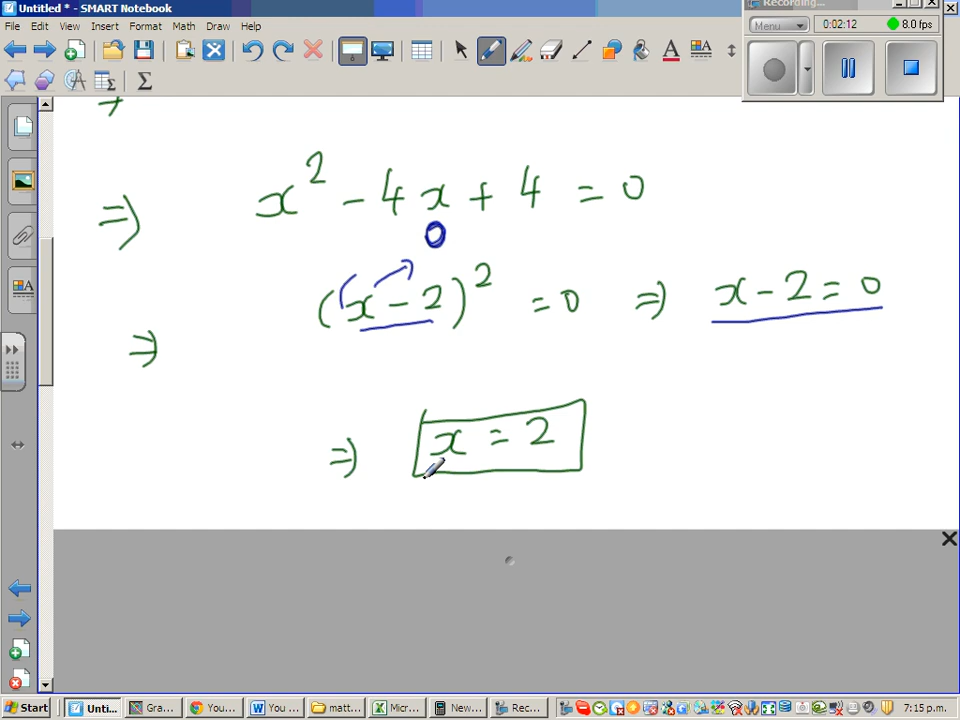 Untitled * - SMART Notebook
Recording...
File Edit View Insert Format Math Draw Help
Menu 0:02:12 8.0 fps
⇒ x² - 4x + 4 = 0
0
⇒ (x - 2)² = 0 ⇒ x - 2 = 0
⇒ x = 2
Start Unti... Gra... You... You ... matt... Micr... New... Rec... 7:15 p.m.